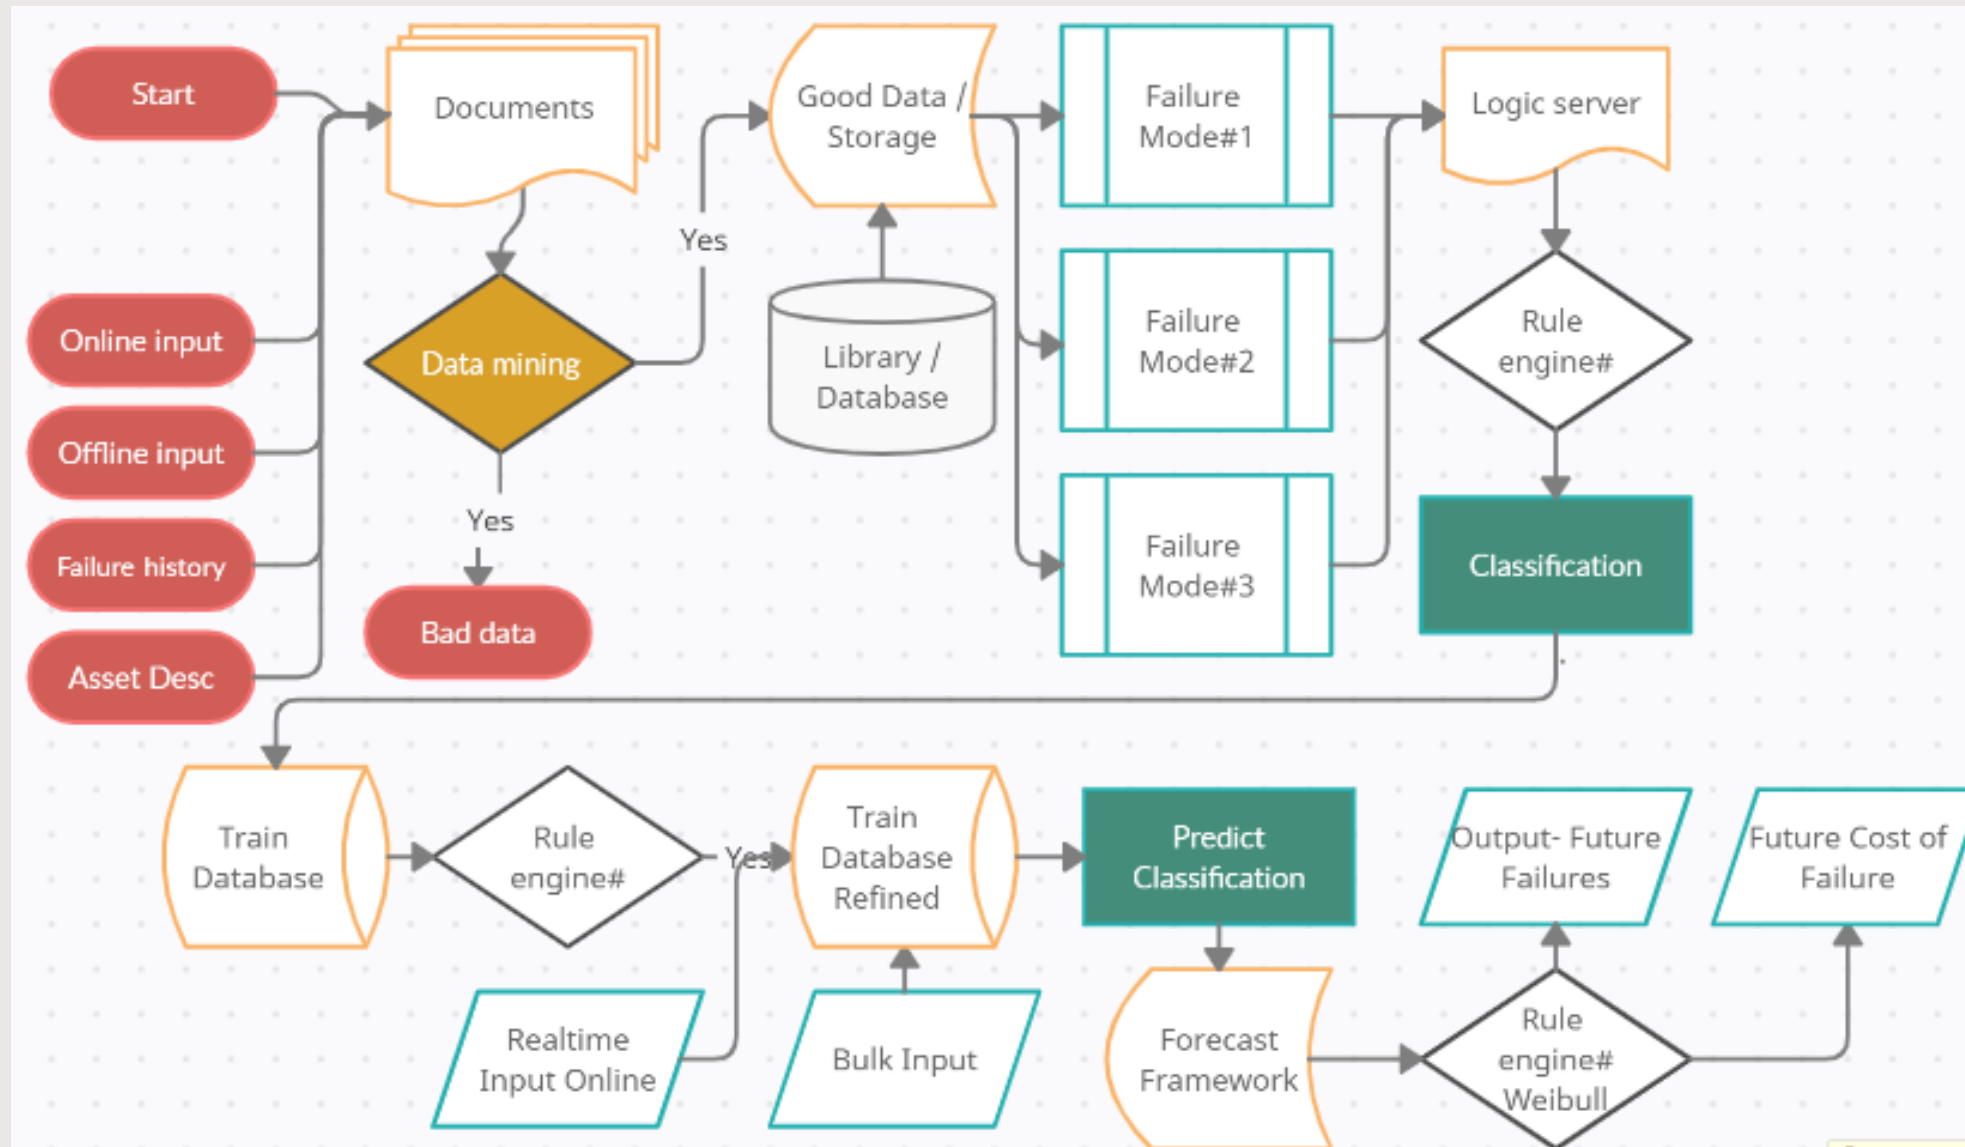 Start
Documents
Good Data /
Storage
Failure
Mode#1
Logic server
Yes
Online input
Data mining
Library /
Database
Failure
Mode#2
Rule
engine#
Offline input
Yes
Failure history
Failure
Mode#3
Classification
Bad data
Asset Desc
Train
Database
Rule
engine#
Yes
Train
Database
Refined
Predict
Classification
Output- Future
Failures
Future Cost of
Failure
Realtime
Input Online
Bulk Input
Forecast
Framework
Rule
engine#
Weibull